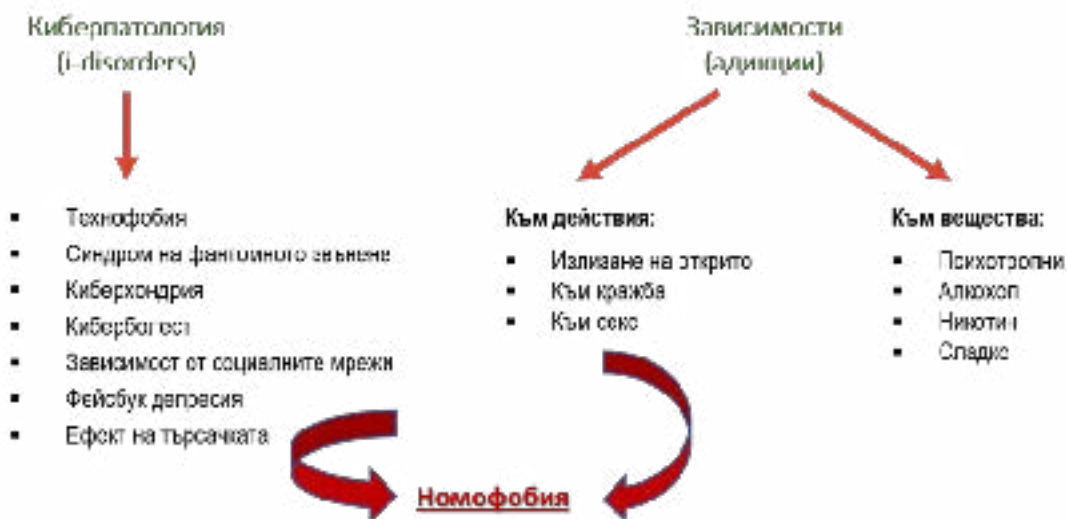 Киберпатология
(i-disorders)
Зависимости
(адикции)
Технофобия
Синдром на фантомното звънене
Киберхондрия
Киберболест
Зависимост от социалните мрежи
Фейсбук депресия
Ефект на търсачката
Към действия:
Излизане на открито
Към кражба
Към секс
Към вещества:
Психотропни
Алкохол
Никотин
Сладко
Номофобия